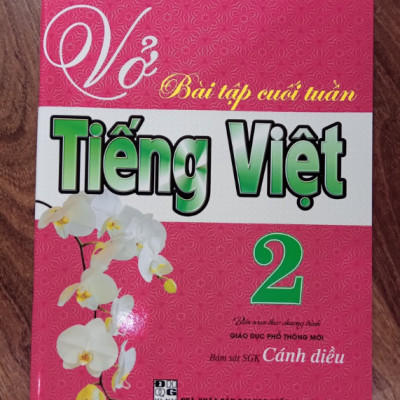 Vở
Bài tập cuối tuần
Tiếng Việt
2
Biên soạn theo chương trình
GIÁO DỤC PHỔ THÔNG MỚI
Bám sát SGK Cánh diều